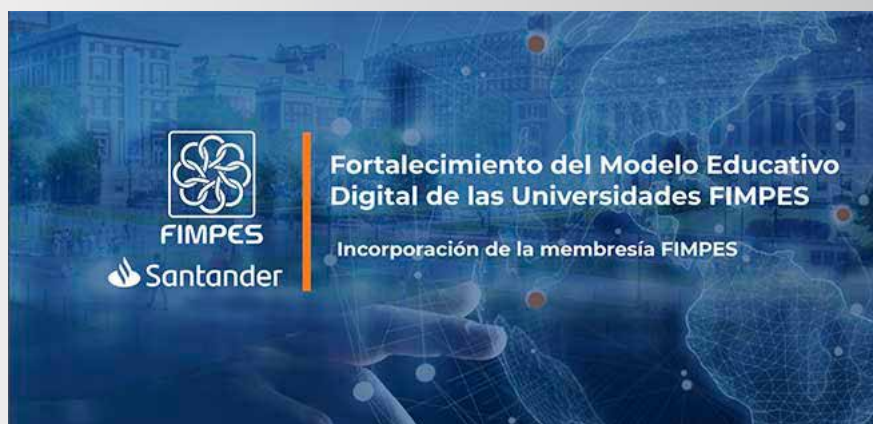 FIMPES
Santander
Fortalecimiento del Modelo Educativo
Digital de las Universidades FIMPES
Incorporación de la membresía FIMPES